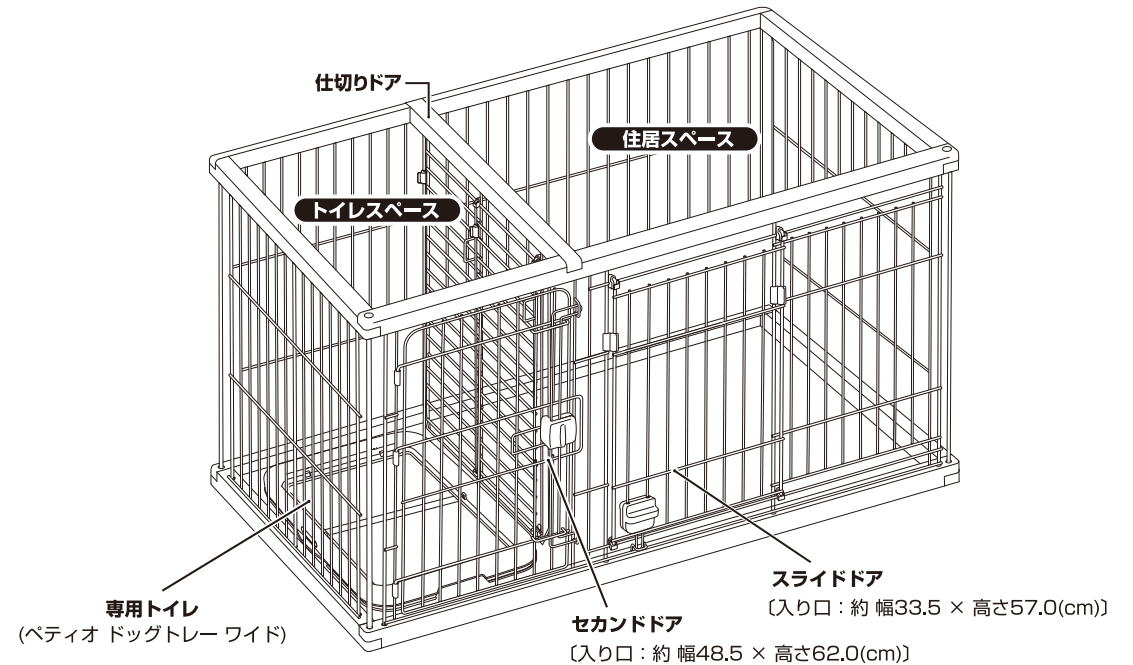 仕切りドア
住居スペース
トイレスペース
スライドドア
〔入り口：約 幅33.5 × 高さ57.0(cm)〕
専用トイレ
(ペティオ ドッグトレー ワイド)
セカンドドア
〔入り口：約 幅48.5 × 高さ62.0(cm)〕